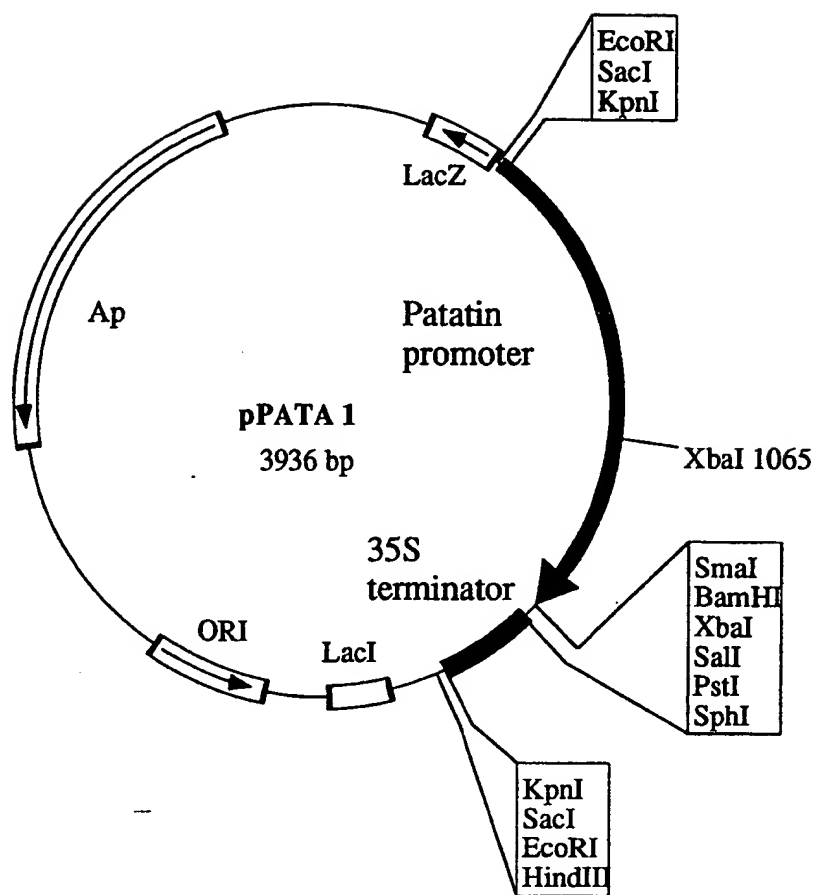 EcoRI
SacI
KpnI
LacZ
Ap
Patatin
promoter
pPATA 1
3936 bp
XbaI 1065
35S
terminator
SmaI
BamHI
XbaI
SalI
PstI
SphI
ORI
LacI
KpnI
SacI
EcoRI
HindIII